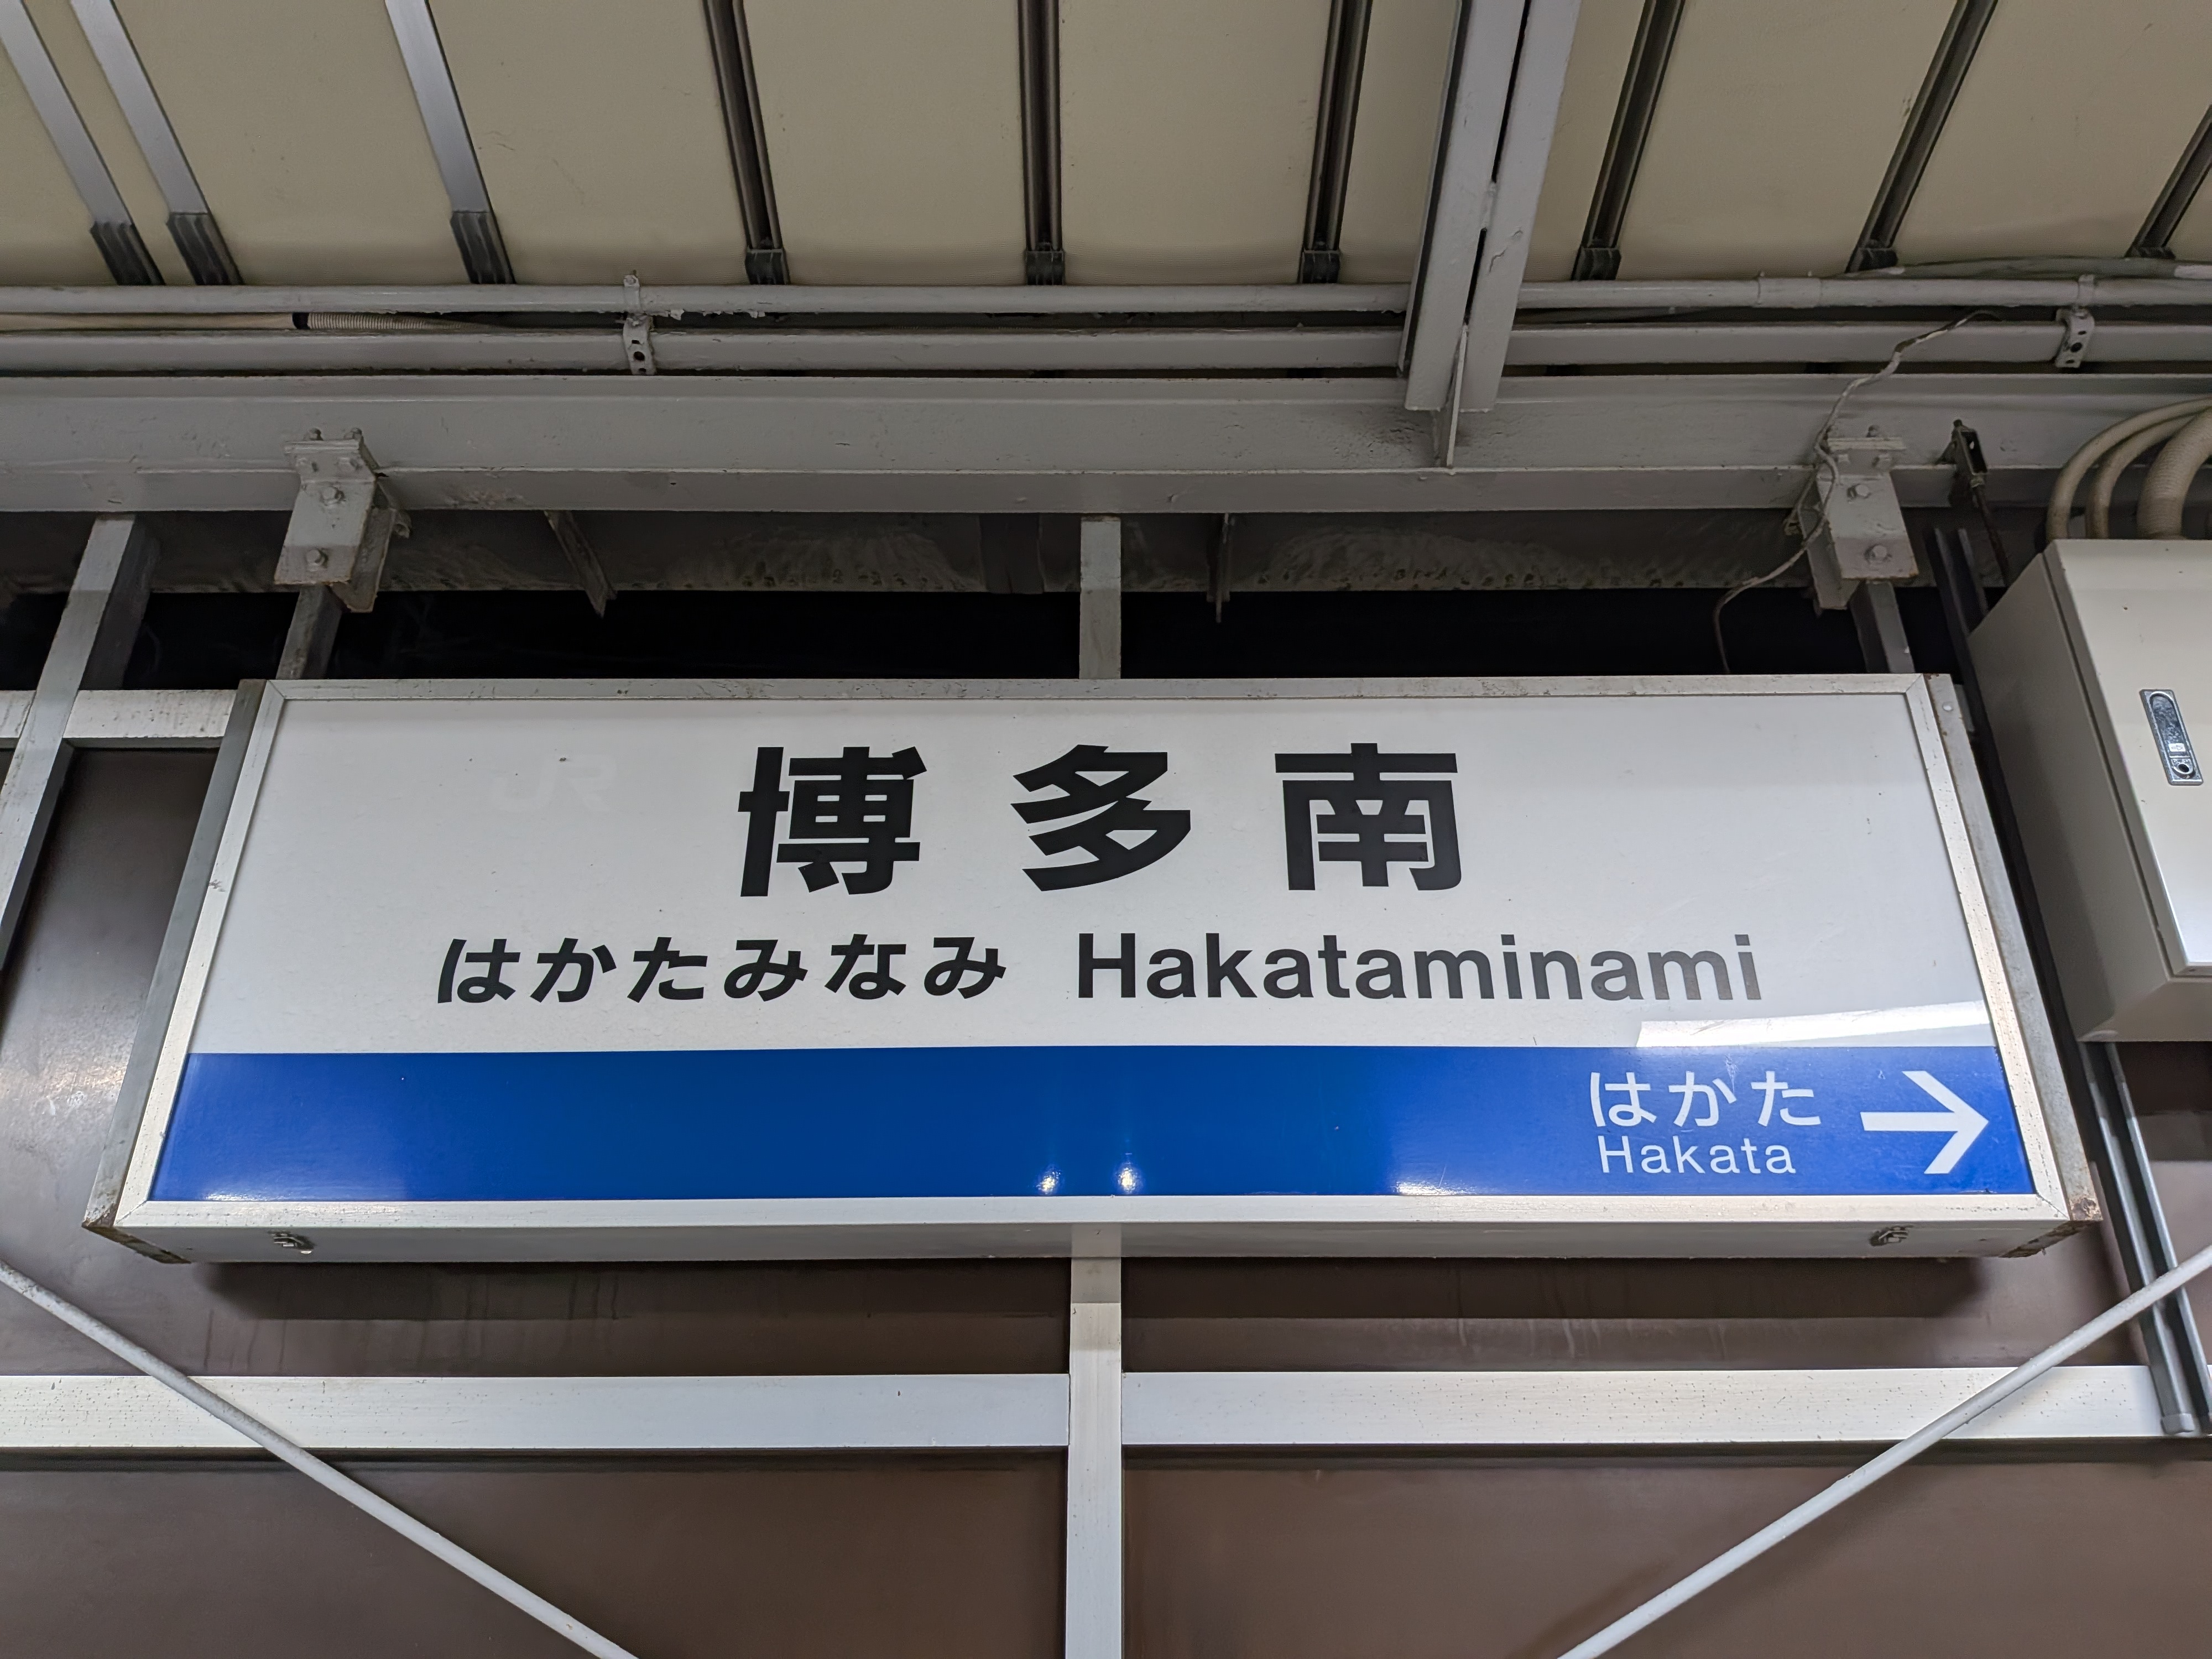 博多南
はかたみなみ Hakataminami
はかた →
Hakata